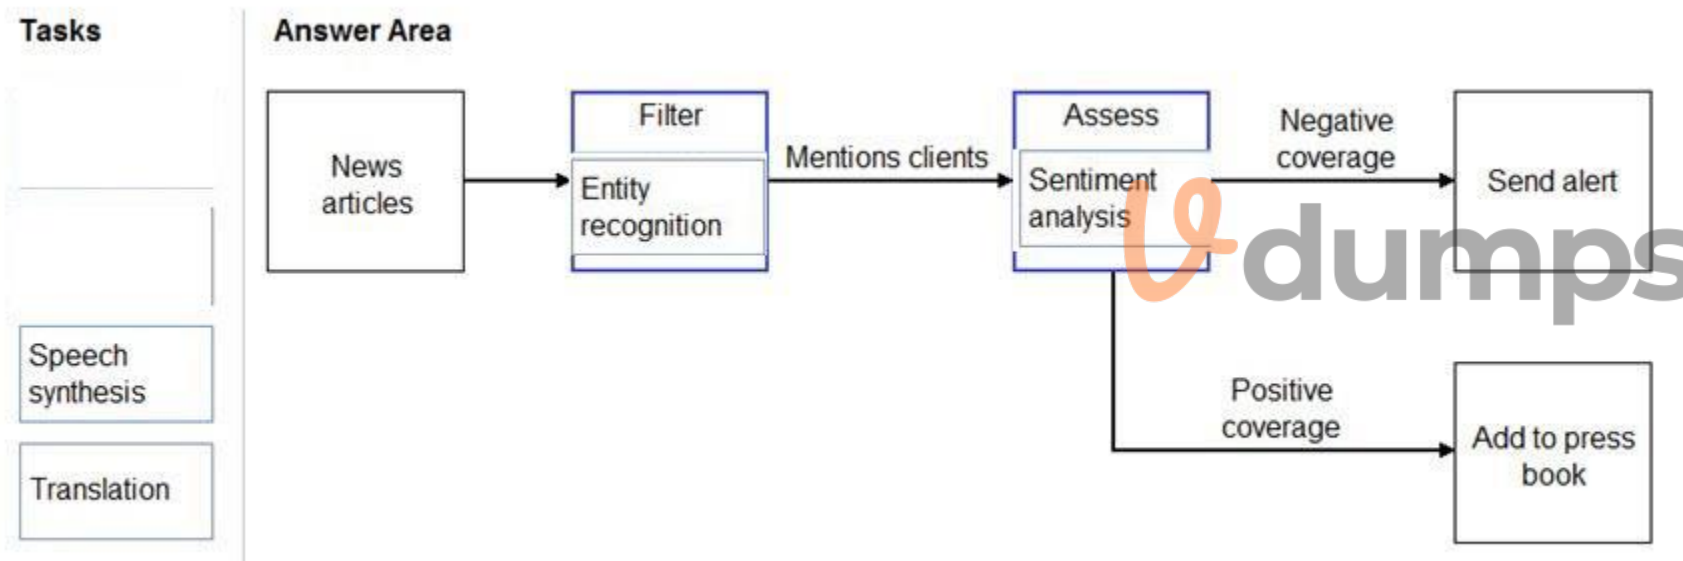 Tasks
Answer Area
News
articles
Filter
Entity
recognition
Mentions clients
Assess
Sentiment
analysis
Negative
coverage
Send alert
Positive
coverage
Add to press
book
Speech
synthesis
Translation
dumps